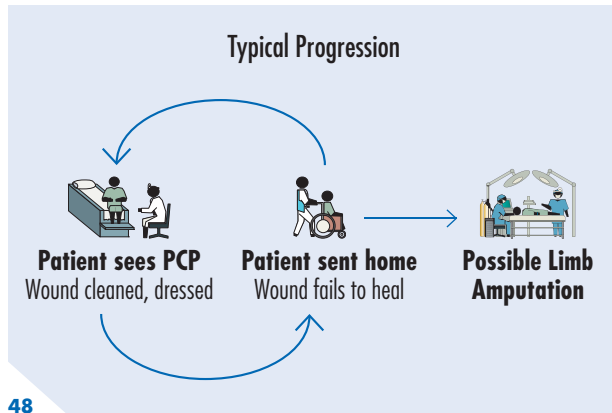 Typical Progression
Patient sees PCP
Wound cleaned, dressed
Patient sent home
Wound fails to heal
Possible Limb
Amputation
48